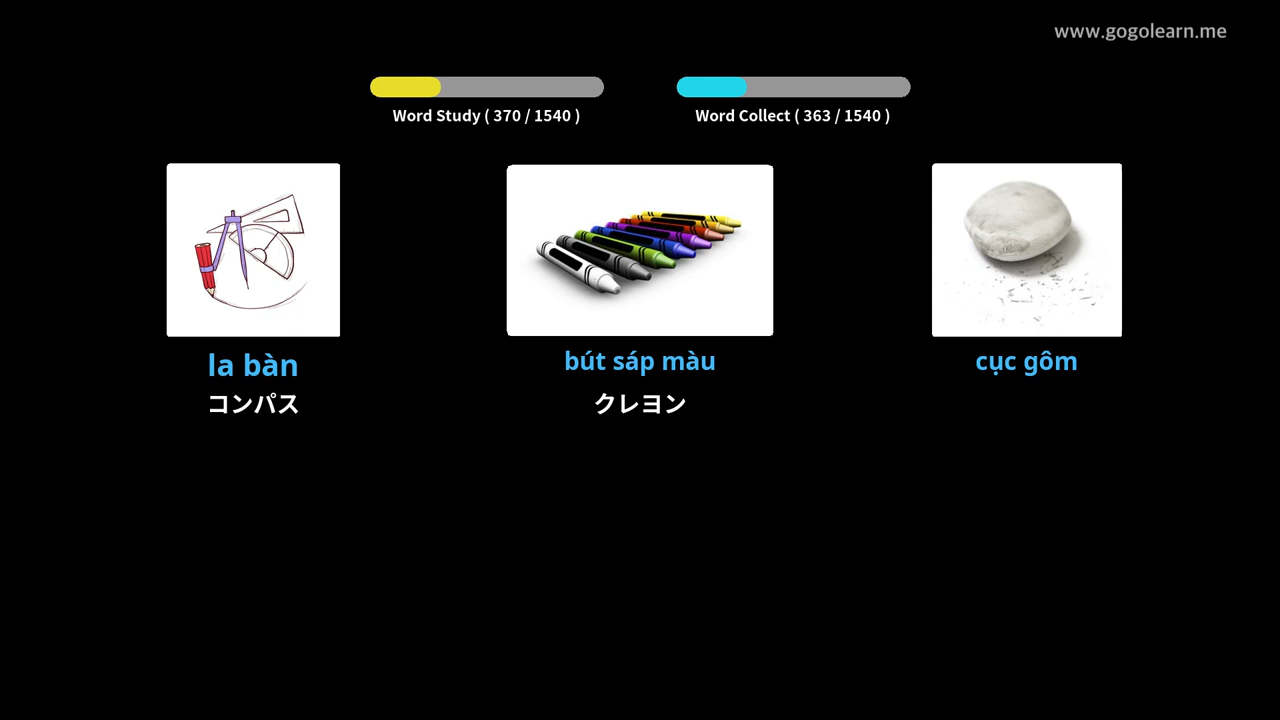 www.gogolearn.me
Word Study ( 370 / 1540 )
Word Collect ( 363 / 1540 )
la bàn
コンパス
bút sáp màu
クレヨン
cục gôm